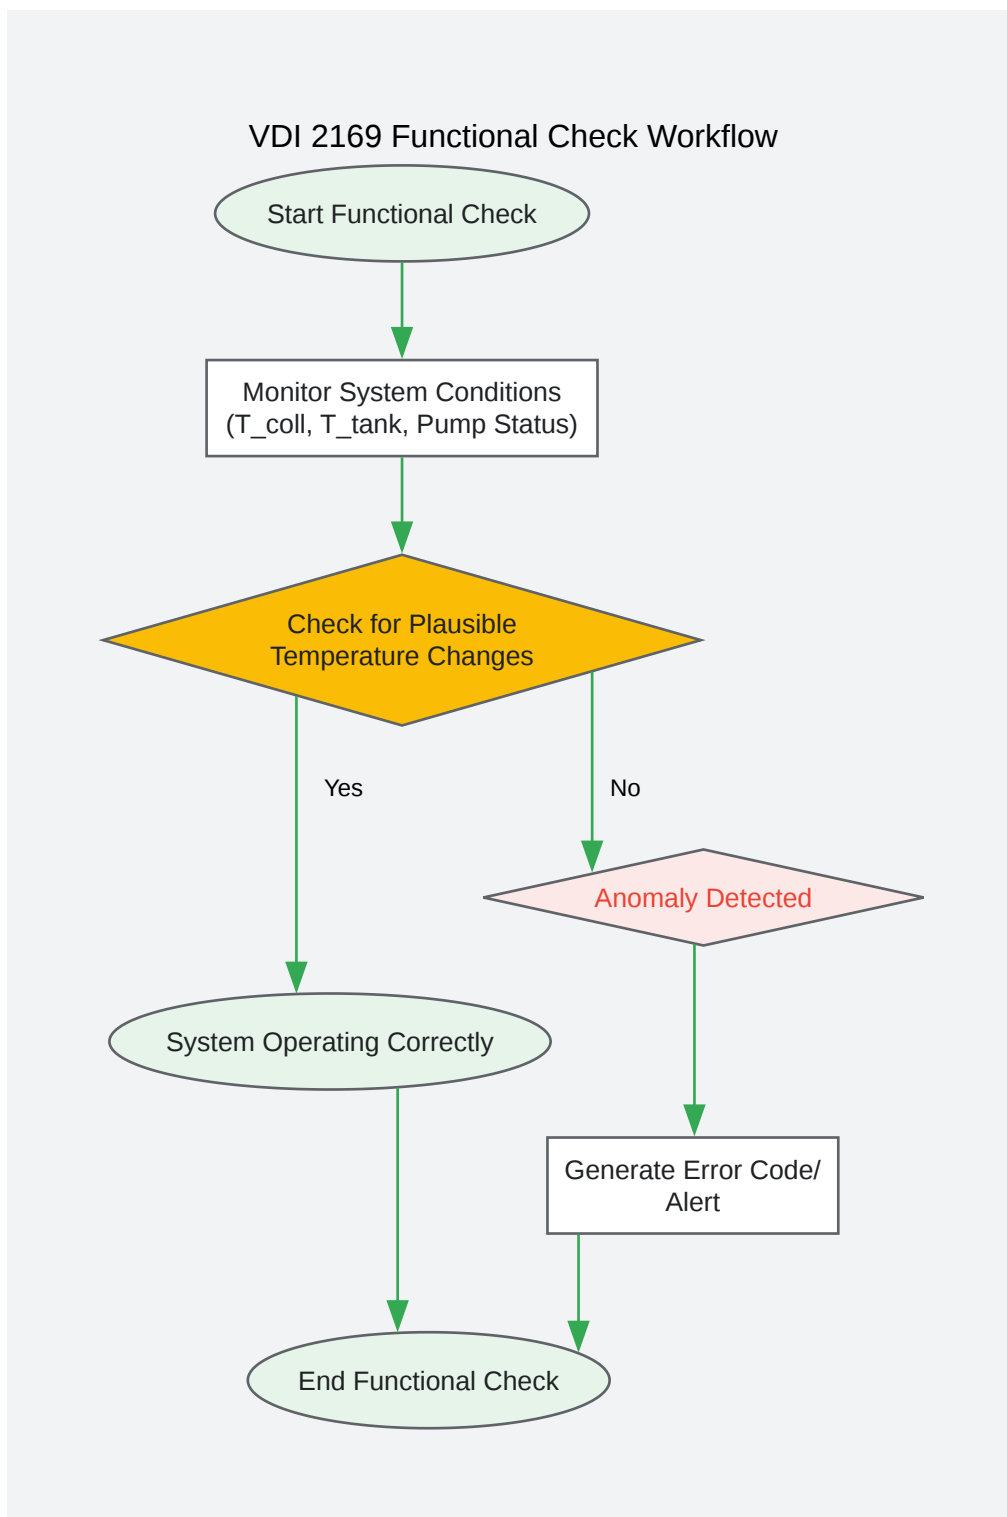 VDI 2169 Functional Check Workflow
Start Functional Check
Monitor System Conditions
(T_coll, T_tank, Pump Status)
Check for Plausible
Temperature Changes
Yes
No
Anomaly Detected
System Operating Correctly
Generate Error Code/
Alert
End Functional Check